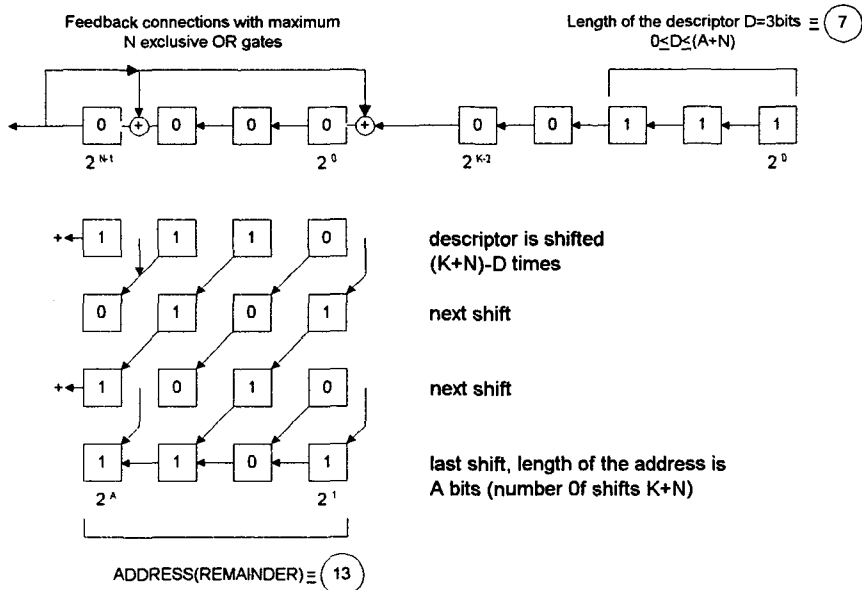 Feedback connections with maximum
N exclusive OR gates
Length of the descriptor D=3bits ≡ 7
0≤D≤(A+N)
0 + 0 0 0 + 0 0 1 1 1
2^N-1 2^0 2^K-2 2^0
+ 1 1 1 0
descriptor is shifted
(K+N)-D times
0 1 0 1 next shift
+ 1 0 1 0 next shift
1 1 0 1
last shift, length of the address is
A bits (number 0f shifts K+N)
2^A 2^1
ADDRESS(REMAINDER) ≡ 13